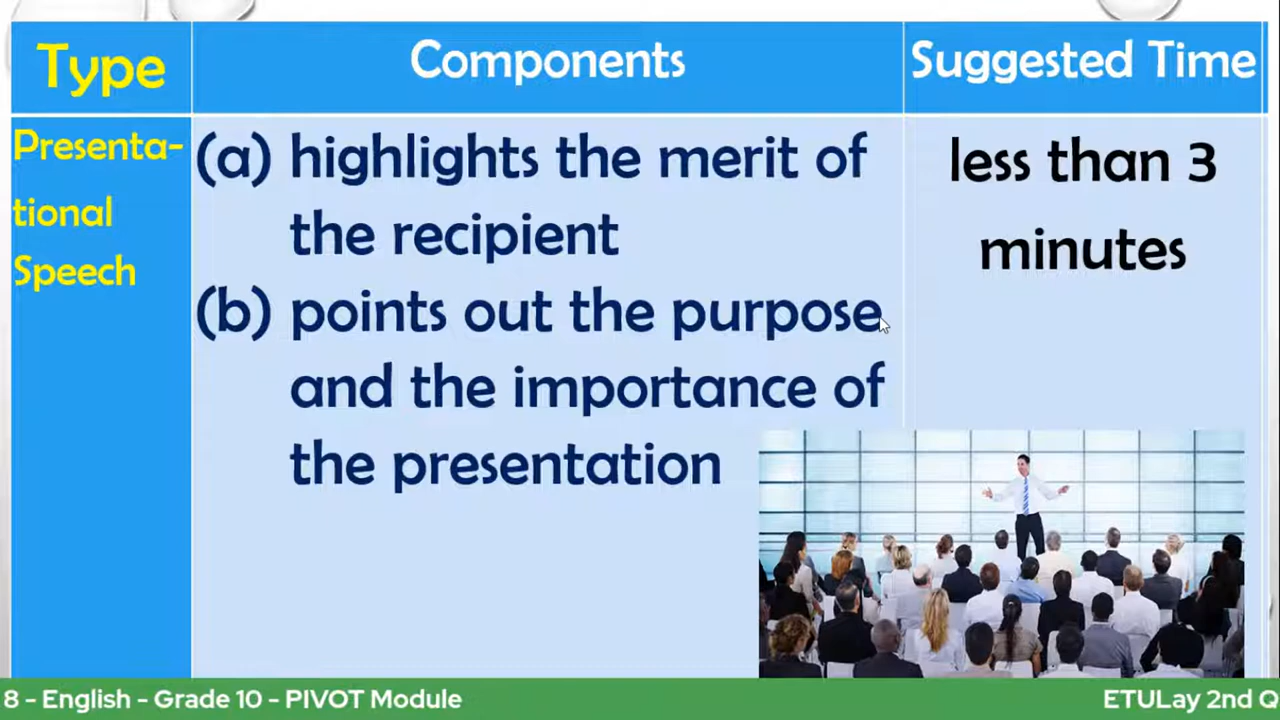 Type
Components
Suggested Time
Presenta-
tional
Speech
(a) highlights the merit of
the recipient
(b) points out the purpose
and the importance of
the presentation
less than 3
minutes
8 - English - Grade 10 - PIVOT Module
ETULay 2nd Q